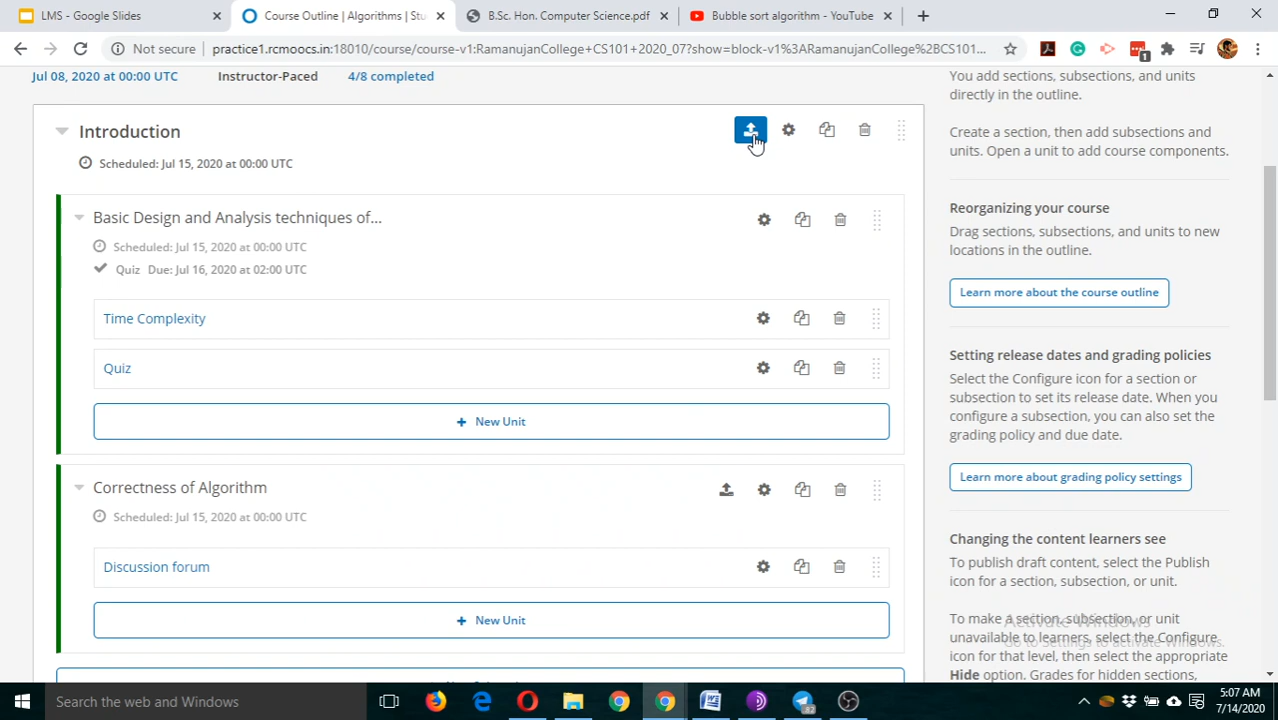 LMS - Google Slides
Course Outline | Algorithms | Stu
B.Sc. Hon. Computer Science.pdf
Bubble sort algorithm - YouTube
Not secure
practice1.rcmoocs.in:18010/course/course-v1:RamanujanCollege+CS101+2020_07?show=block-v1%3ARamanujanCollege%2BCS101...
1
Jul 08, 2020 at 00:00 UTC
Instructor-Paced
4/8 completed
Introduction
Scheduled: Jul 15, 2020 at 00:00 UTC
Basic Design and Analysis techniques of...
Scheduled: Jul 15, 2020 at 00:00 UTC
Quiz Due: Jul 16, 2020 at 02:00 UTC
Time Complexity
Quiz
+ New Unit
Correctness of Algorithm
Scheduled: Jul 15, 2020 at 00:00 UTC
Discussion forum
+ New Unit
You add sections, subsections, and units
directly in the outline.
Create a section, then add subsections and
units. Open a unit to add course components.
Reorganizing your course
Drag sections, subsections, and units to new
locations in the outline.
Learn more about the course outline
Setting release dates and grading policies
Select the Configure icon for a section or
subsection to set its release date. When you
configure a subsection, you can also set the
grading policy and due date.
Learn more about grading policy settings
Changing the content learners see
To publish draft content, select the Publish
icon for a section, subsection, or unit.
To make a section, subsection, or unit
unavailable to learners, select the Configure
icon for that level, then select the appropriate
Hide option. Grades for hidden sections,
Activate Windows
Go to Settings to activate Windows.
Search the web and Windows
5:07 AM
7/14/2020